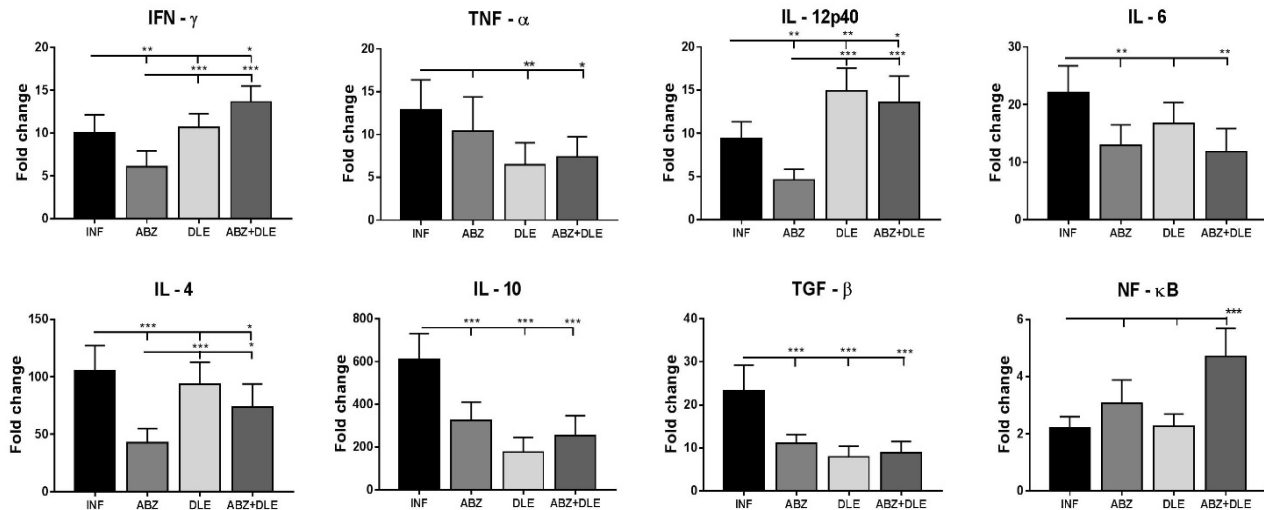 IFN - γ
TNF - α
IL - 12p40
IL - 6
Fold change
20
15
10
5
0
** *
*** ***
INF ABZ DLE ABZ+DLE
Fold change
20
15
10
5
0
** *
INF ABZ DLE ABZ+DLE
Fold change
20
15
10
5
0
** ** *
*** ***
INF ABZ DLE ABZ+DLE
Fold change
30
20
10
0
** **
INF ABZ DLE ABZ+DLE
IL - 4
IL - 10
TGF - β
NF - κB
Fold change
150
100
50
0
*** *
*** *
INF ABZ DLE ABZ+DLE
Fold change
800
600
400
200
0
*** *** ***
INF ABZ DLE ABZ+DLE
Fold change
40
30
20
10
0
*** *** ***
INF ABZ DLE ABZ+DLE
Fold change
6
4
2
0
***
INF ABZ DLE ABZ+DLE